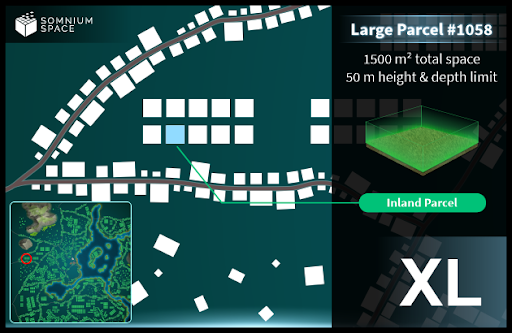 SOMNIUM
SPACE
Large Parcel #1058
1500 m² total space
50 m height & depth limit
Inland Parcel
XL